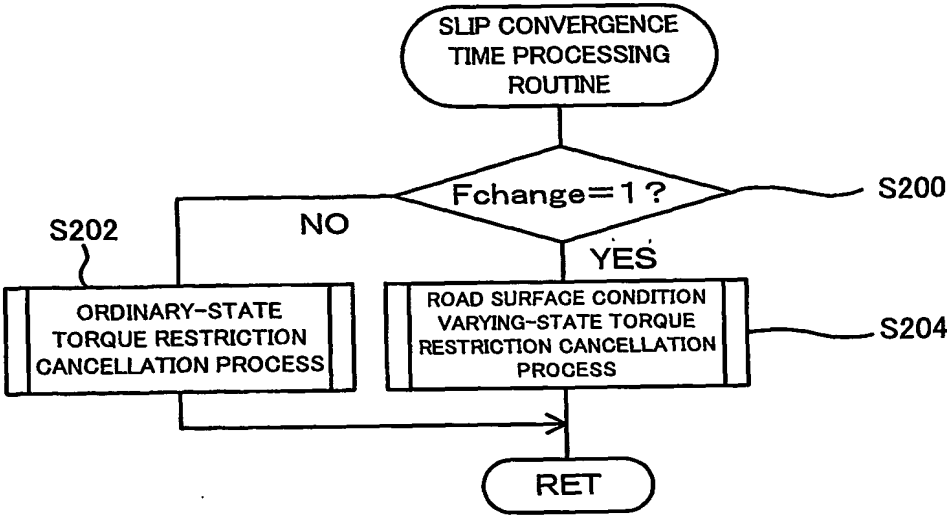 SLIP CONVERGENCE
TIME PROCESSING
ROUTINE
Fchange=1?
S200
NO
YES
S202
ORDINARY-STATE
TORQUE RESTRICTION
CANCELLATION PROCESS
ROAD SURFACE CONDITION
VARYING-STATE TORQUE
RESTRICTION CANCELLATION
PROCESS
S204
RET